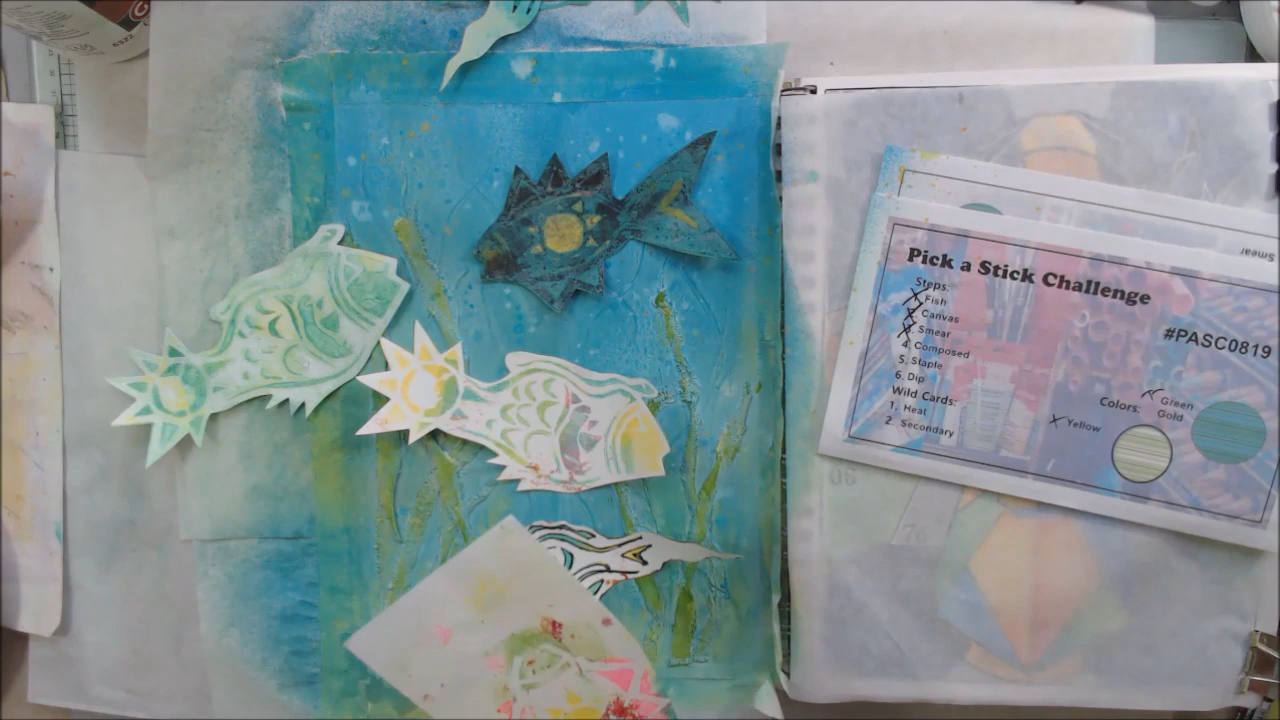 Pick a Stick Challenge
Steps:
1. Fish
2. Canvas
3. Smear
4. Composed
5. Staple
6. Dip
Wild Cards:
1. Heat
2. Secondary
#PASC0819
Colors: Green
Gold
Yellow
Smear
6322